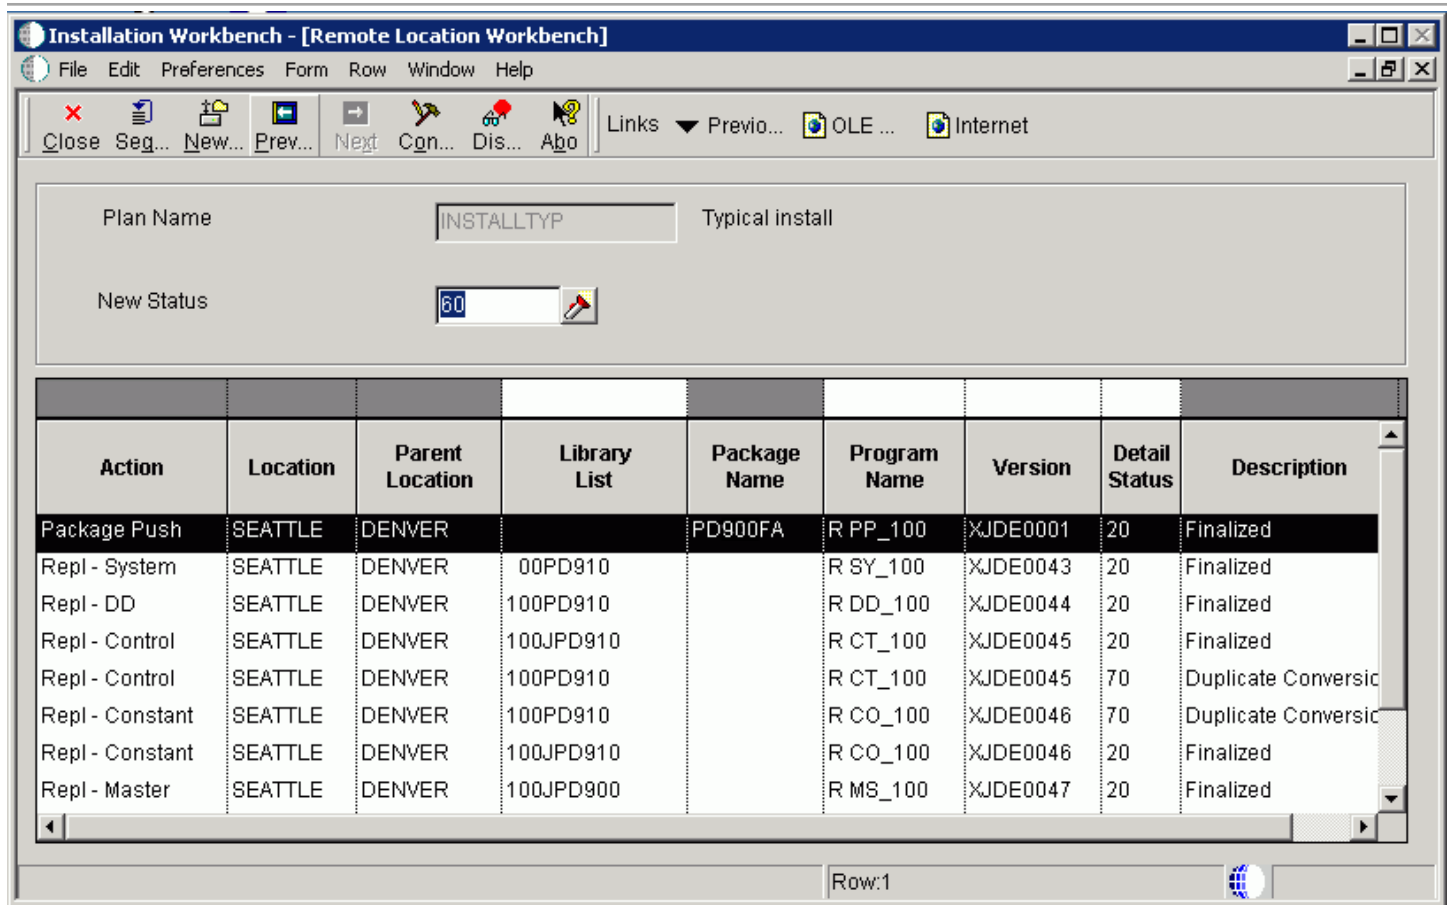 Installation Workbench - [Remote Location Workbench]
File Edit Preferences Form Row Window Help
Close Seq... New... Prev... Next Con... Dis... Abo Links Previo... OLE ... Internet
Plan Name INSTALLTYP Typical install
New Status 60
Action Location Parent Location Library List Package Name Program Name Version Detail Status Description
Package Push SEATTLE DENVER PD900FA R PP_100 XJDE0001 20 Finalized
Repl - System SEATTLE DENVER 00PD910 R SY_100 XJDE0043 20 Finalized
Repl - DD SEATTLE DENVER 100PD910 R DD_100 XJDE0044 20 Finalized
Repl - Control SEATTLE DENVER 100JPD910 R CT_100 XJDE0045 20 Finalized
Repl - Control SEATTLE DENVER 100PD910 R CT_100 XJDE0045 70 Duplicate Conversic
Repl - Constant SEATTLE DENVER 100PD910 R CO_100 XJDE0046 70 Duplicate Conversic
Repl - Constant SEATTLE DENVER 100JPD910 R CO_100 XJDE0046 20 Finalized
Repl - Master SEATTLE DENVER 100JPD900 R MS_100 XJDE0047 20 Finalized
Row:1